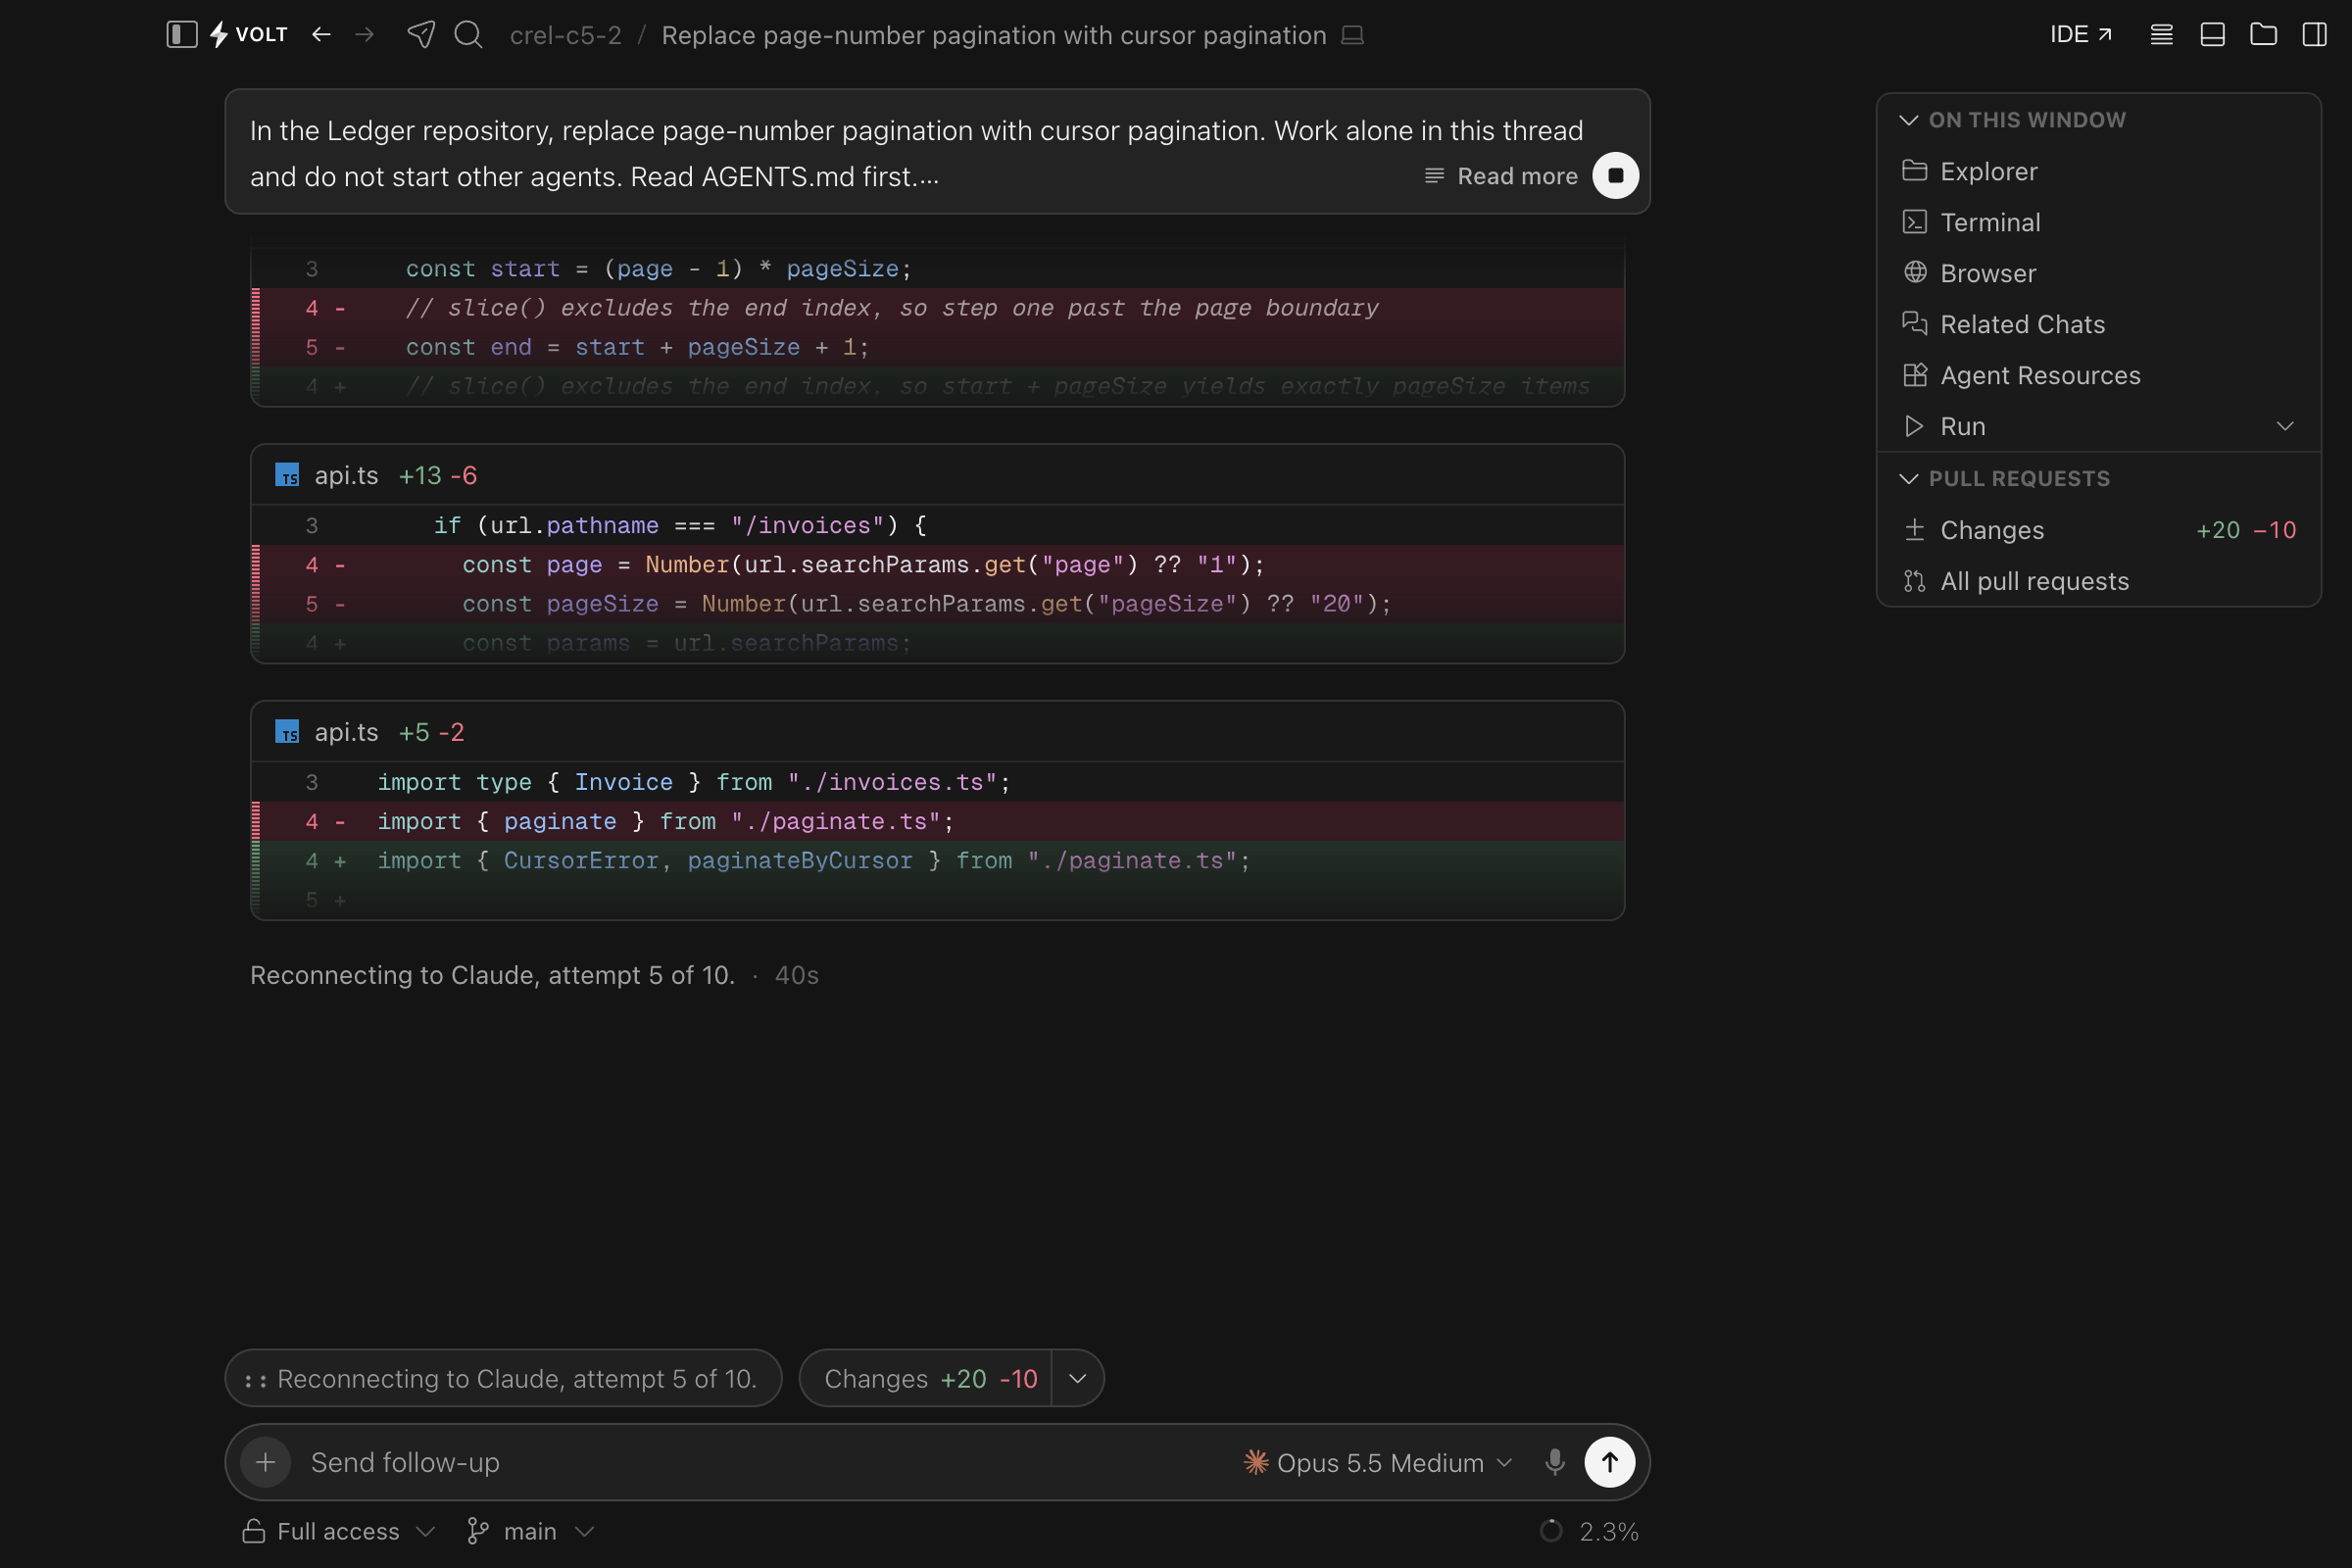 VOLT
crel-c5-2 / Replace page-number pagination with cursor pagination
IDE
In the Ledger repository, replace page-number pagination with cursor pagination. Work alone in this thread
and do not start other agents. Read AGENTS.md first.…
Read more
3 const start = (page - 1) * pageSize;
4 - // slice() excludes the end index, so step one past the page boundary
5 - const end = start + pageSize + 1;
4 + // slice() excludes the end index, so start + pageSize yields exactly pageSize items
TS api.ts +13 -6
3 if (url.pathname === "/invoices") {
4 - const page = Number(url.searchParams.get("page") ?? "1");
5 - const pageSize = Number(url.searchParams.get("pageSize") ?? "20");
4 + const params = url.searchParams;
TS api.ts +5 -2
3 import type { Invoice } from "./invoices.ts";
4 - import { paginate } from "./paginate.ts";
4 + import { CursorError, paginateByCursor } from "./paginate.ts";
5 +
Reconnecting to Claude, attempt 5 of 10. · 40s
Reconnecting to Claude, attempt 5 of 10.
Changes +20 -10
Send follow-up
Opus 5.5 Medium
Full access
main
2.3%
ON THIS WINDOW
Explorer
Terminal
Browser
Related Chats
Agent Resources
Run
PULL REQUESTS
Changes +20 −10
All pull requests